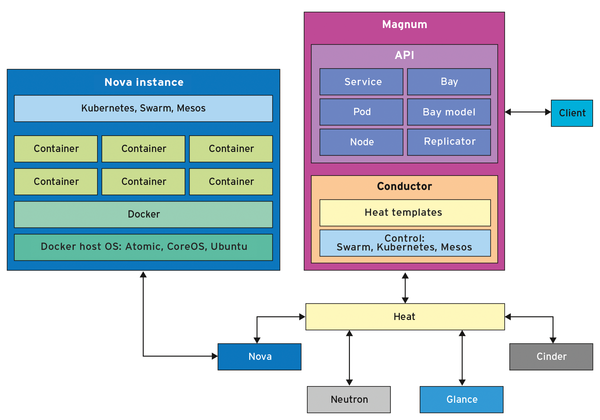 Magnum
API
Service
Bay
Pod
Bay model
Node
Replicator
Client
Nova instance
Kubernetes, Swarm, Mesos
Container
Container
Container
Container
Container
Container
Docker
Docker host OS: Atomic, CoreOS, Ubuntu
Conductor
Heat templates
Control:
Swarm, Kubernetes, Mesos
Heat
Nova
Cinder
Neutron
Glance